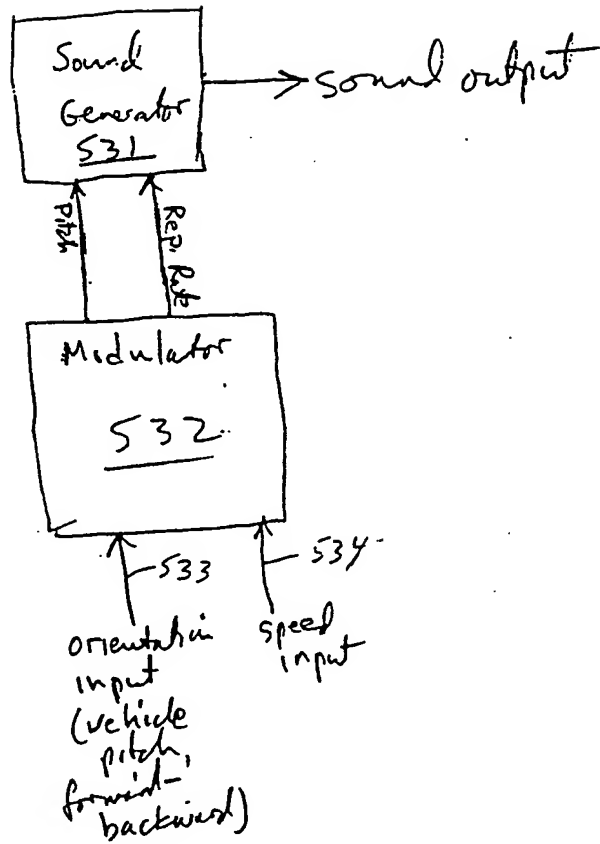 Sound
Generator
531
sound output
Pitch
Rep. Rate
Modulator
532
533
534
orientation
input
(vehicle
pitch,
forward-
backward)
speed
input